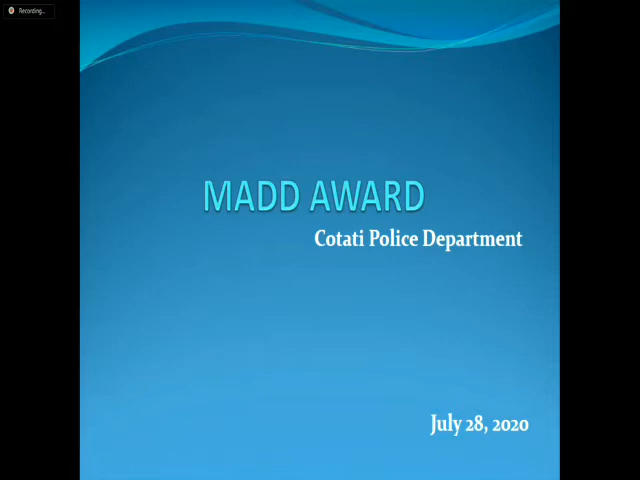 Recording...
MADD AWARD
Cotati Police Department
July 28, 2020